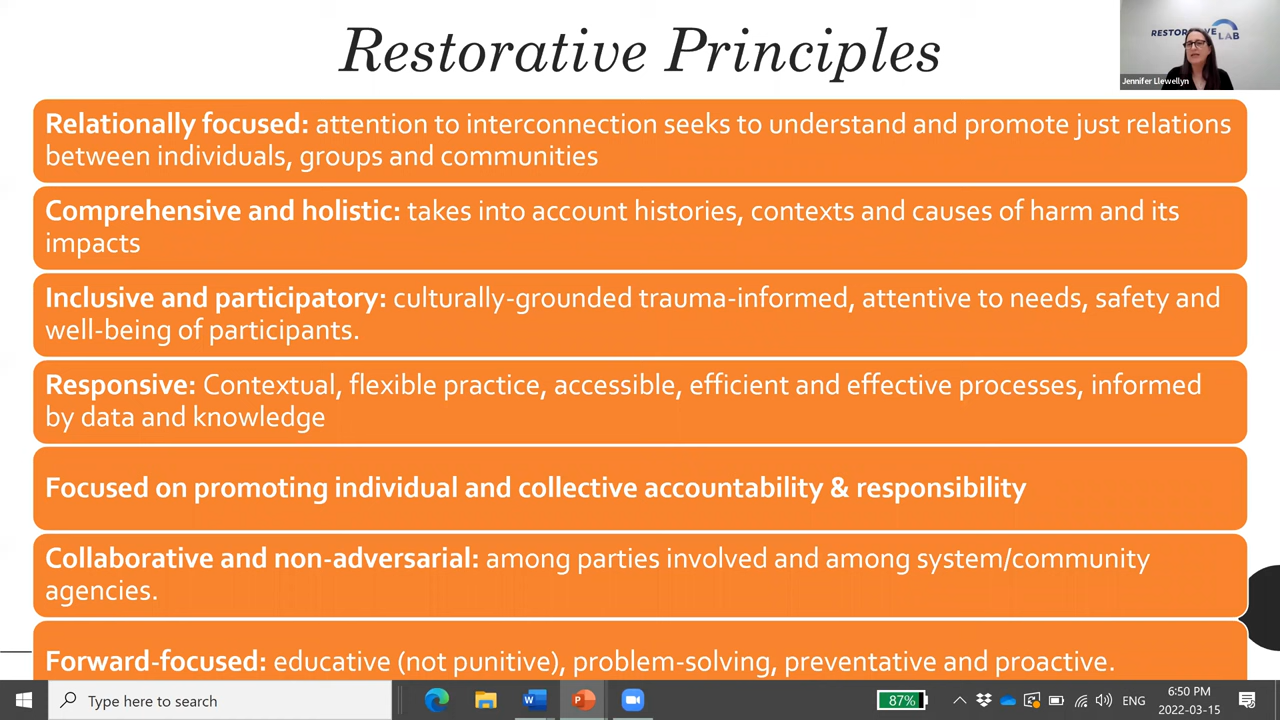 Restorative Principles
RESTORATIVE LAB
Jennifer Llewellyn
Relationally focused: attention to interconnection seeks to understand and promote just relations
between individuals, groups and communities
Comprehensive and holistic: takes into account histories, contexts and causes of harm and its
impacts
Inclusive and participatory: culturally-grounded trauma-informed, attentive to needs, safety and
well-being of participants.
Responsive: Contextual, flexible practice, accessible, efficient and effective processes, informed
by data and knowledge
Focused on promoting individual and collective accountability & responsibility
Collaborative and non-adversarial: among parties involved and among system/community
agencies.
Forward-focused: educative (not punitive), problem-solving, preventative and proactive.
Type here to search
87%
ENG
6:50 PM
2022-03-15